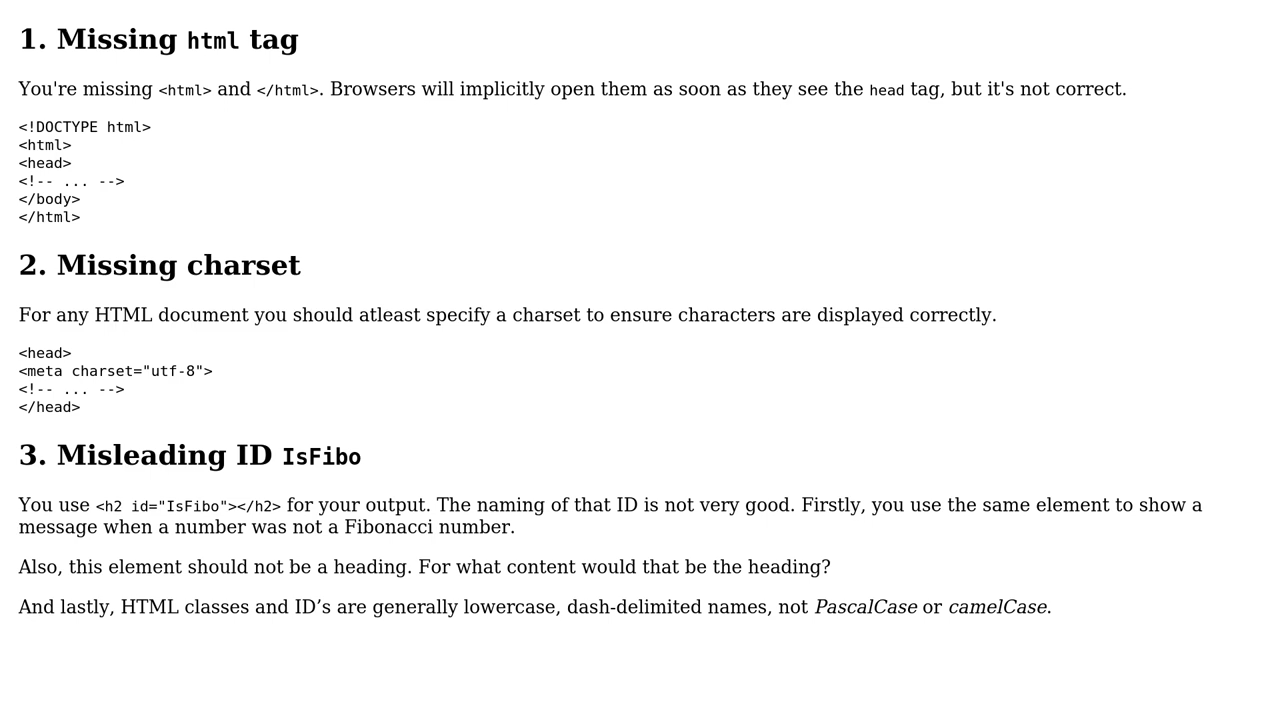 1. Missing html tag
You're missing <html> and </html>. Browsers will implicitly open them as soon as they see the head tag, but it's not correct.
<!DOCTYPE html>
<html>
<head>
<!-- ... -->
</body>
</html>
2. Missing charset
For any HTML document you should atleast specify a charset to ensure characters are displayed correctly.
<head>
<meta charset="utf-8">
<!-- ... -->
</head>
3. Misleading ID IsFibo
You use <h2 id="IsFibo"></h2> for your output. The naming of that ID is not very good. Firstly, you use the same element to show a
message when a number was not a Fibonacci number.
Also, this element should not be a heading. For what content would that be the heading?
And lastly, HTML classes and ID’s are generally lowercase, dash-delimited names, not PascalCase or camelCase.